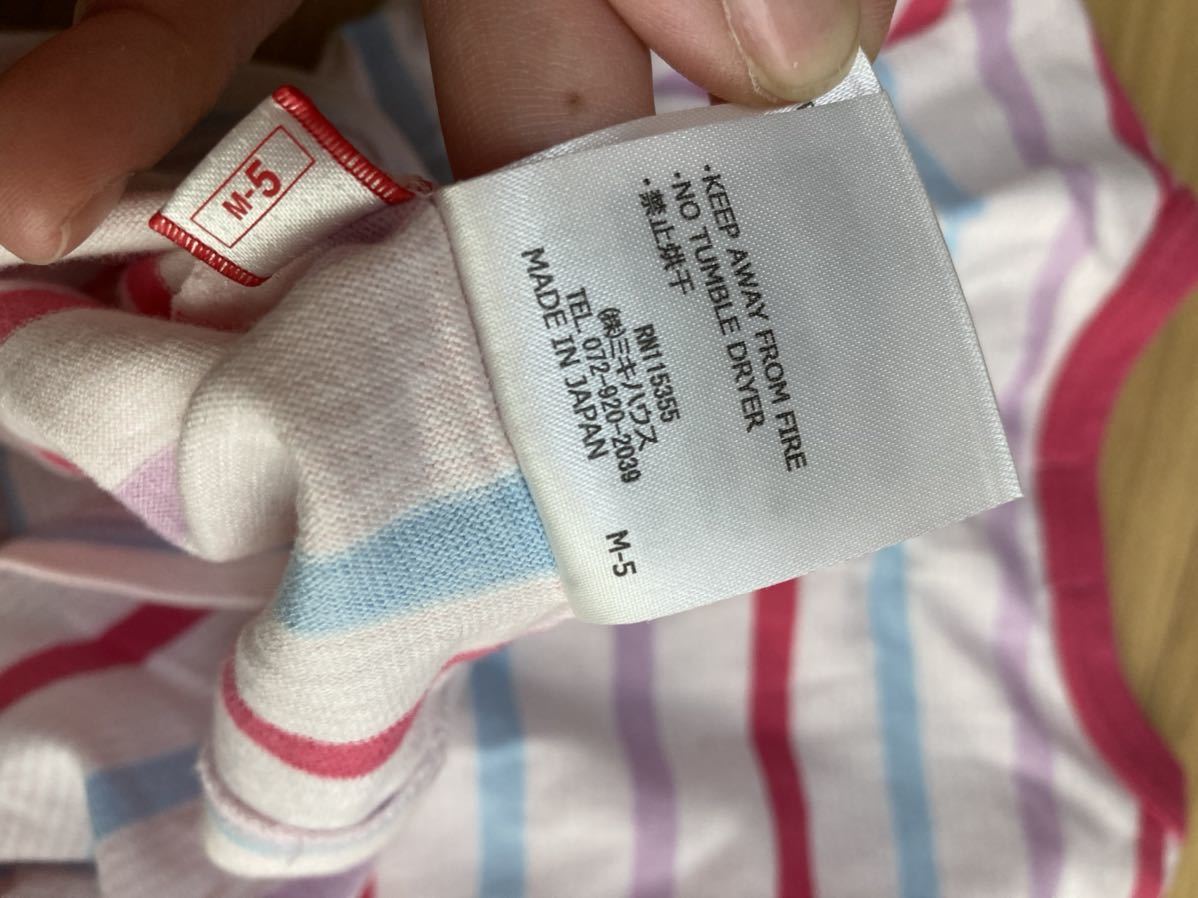 M-5
·KEEP AWAY FROM FIRE
·NO TUMBLE DRYER
·禁止烘干
RN115355
㈱ミキハウス
TEL 072-920-2039
MADE IN JAPAN
M-5